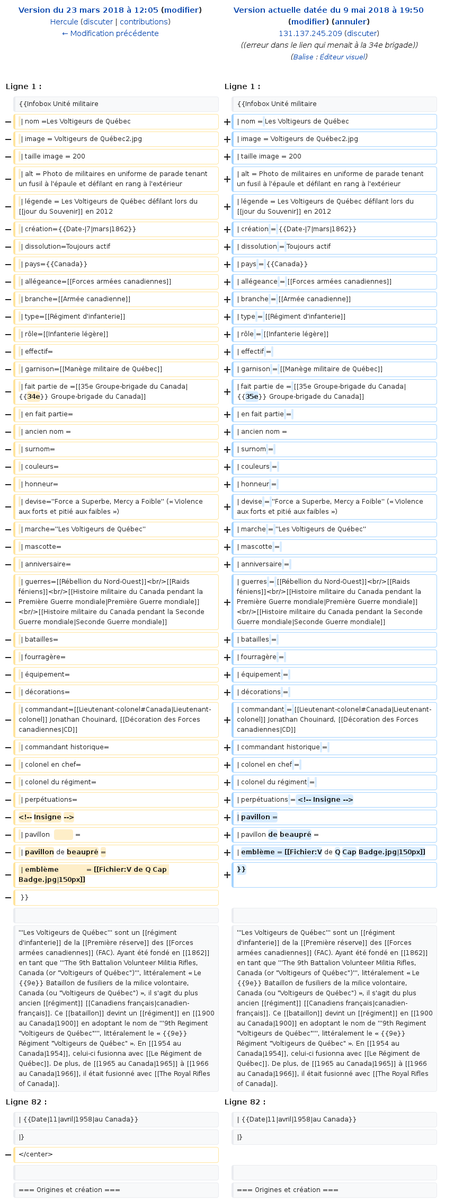 Version du 23 mars 2018 à 12:05 (modifier)
Hercule (discuter | contributions)
← Modification précédente
Version actuelle datée du 9 mai 2018 à 19:50
(modifier) (annuler)
131.137.245.209 (discuter)
((erreur dans le lien qui menait à la 34e brigade))
(Balise : Éditeur visuel)
Ligne 1 :
Ligne 1 :
{{Infobox Unité militaire
{{Infobox Unité militaire
− | nom =Les Voltigeurs de Québec
+ | nom = Les Voltigeurs de Québec
− | image = Voltigeurs de Québec2.jpg
+ | image = Voltigeurs de Québec2.jpg
− | taille image = 200
+ | taille image = 200
− | alt = Photo de militaires en uniforme de parade tenant
un fusil à l'épaule et défilant en rang à l'extérieur
+ | alt = Photo de militaires en uniforme de parade tenant
un fusil à l'épaule et défilant en rang à l'extérieur
− | légende = Les Voltigeurs de Québec défilant lors du
[[jour du Souvenir]] en 2012
+ | légende = Les Voltigeurs de Québec défilant lors du
[[jour du Souvenir]] en 2012
− | création={{Date-|7|mars|1862}}
+ | création = {{Date-|7|mars|1862}}
− | dissolution=Toujours actif
+ | dissolution = Toujours actif
− | pays={{Canada}}
+ | pays = {{Canada}}
− | allégeance=[[Forces armées canadiennes]]
+ | allégeance = [[Forces armées canadiennes]]
− | branche=[[Armée canadienne]]
+ | branche = [[Armée canadienne]]
− | type=[[Régiment d'infanterie]]
+ | type = [[Régiment d'infanterie]]
− | rôle=[[Infanterie légère]]
+ | rôle = [[Infanterie légère]]
− | effectif=
+ | effectif =
− | garnison=[[Manège militaire de Québec]]
+ | garnison = [[Manège militaire de Québec]]
− | fait partie de =[[35e Groupe-brigade du Canada|
{{34e}} Groupe-brigade du Canada]]
+ | fait partie de = [[35e Groupe-brigade du Canada|
{{35e}} Groupe-brigade du Canada]]
− | en fait partie=
+ | en fait partie =
− | ancien nom =
+ | ancien nom =
− | surnom=
+ | surnom =
− | couleurs=
+ | couleurs =
− | honneur=
+ | honneur =
− | devise="Force a Superbe, Mercy a Foible" (« Violence
aux forts et pitié aux faibles »)
+ | devise = "Force a Superbe, Mercy a Foible" (« Violence
aux forts et pitié aux faibles »)
− | marche="Les Voltigeurs de Québec"
+ | marche = "Les Voltigeurs de Québec"
− | mascotte=
+ | mascotte =
− | anniversaire=
+ | anniversaire =
− | guerres=[[Rébellion du Nord-Ouest]]<br/>[[Raids
féniens]]<br/>[[Histoire militaire du Canada pendant la
Première Guerre mondiale|Première Guerre mondiale]]
<br/>[[Histoire militaire du Canada pendant la Seconde
Guerre mondiale|Seconde Guerre mondiale]]
+ | guerres = [[Rébellion du Nord-Ouest]]<br/>[[Raids
féniens]]<br/>[[Histoire militaire du Canada pendant la
Première Guerre mondiale|Première Guerre mondiale]]
<br/>[[Histoire militaire du Canada pendant la Seconde
Guerre mondiale|Seconde Guerre mondiale]]
− | batailles=
+ | batailles =
− | fourragère=
+ | fourragère =
− | équipement=
+ | équipement =
− | décorations=
+ | décorations =
− | commandant=[[Lieutenant-colonel#Canada|Lieutenant-
colonel]] Jonathan Chouinard, [[Décoration des Forces
canadiennes|CD]]
+ | commandant = [[Lieutenant-colonel#Canada|Lieutenant-
colonel]] Jonathan Chouinard, [[Décoration des Forces
canadiennes|CD]]
− | commandant historique=
+ | commandant historique =
− | colonel en chef=
+ | colonel en chef =
− | colonel du régiment=
+ | colonel du régiment =
− | perpétuations=
+ | perpétuations = <!-- Insigne -->
− <!-- Insigne -->
+ | pavillon =
− | pavillon =
+ | pavillon de beaupré =
− | pavillon de beaupré =
+ | emblème = [[Fichier:V de Q Cap Badge.jpg|150px]]
− | emblème = [[Fichier:V de Q Cap
Badge.jpg|150px]]
+ }}
− }}
'''Les Voltigeurs de Québec''' sont un [[régiment
d'infanterie]] de la [[Première réserve]] des [[Forces
armées canadiennes]] (FAC). Ayant été fondé en [[1862]]
en tant que '''The 9th Battalion Volunteer Militia Rifles,
Canada (or "Voltigeurs of Québec")''', littéralement « Le
{{9e}} Bataillon de fusiliers de la milice volontaire,
Canada (ou "Voltigeurs de Québec" », il s'agit du plus
ancien [[régiment]] [[Canadiens français|canadien-
français]]. Ce [[bataillon]] devint un [[régiment]] en [[1900
au Canada|1900]] en adoptant le nom de '''9th Regiment
"Voltigeurs de Québec"''', littéralement le « {{9e}}
Régiment "Voltigeurs de Québec" ». En [[1954 au
Canada|1954]], celui-ci fusionna avec [[Le Régiment de
Québec]]. De plus, de [[1965 au Canada|1965]] à [[1966
au Canada|1966]], il était fusionné avec [[The Royal Rifles
of Canada]].
'''Les Voltigeurs de Québec''' sont un [[régiment
d'infanterie]] de la [[Première réserve]] des [[Forces
armées canadiennes]] (FAC). Ayant été fondé en [[1862]]
en tant que '''The 9th Battalion Volunteer Militia Rifles,
Canada (or "Voltigeurs of Québec")''', littéralement « Le
{{9e}} Bataillon de fusiliers de la milice volontaire,
Canada (ou "Voltigeurs de Québec" », il s'agit du plus
ancien [[régiment]] [[Canadiens français|canadien-
français]]. Ce [[bataillon]] devint un [[régiment]] en [[1900
au Canada|1900]] en adoptant le nom de '''9th Regiment
"Voltigeurs de Québec"''', littéralement le « {{9e}}
Régiment "Voltigeurs de Québec" ». En [[1954 au
Canada|1954]], celui-ci fusionna avec [[Le Régiment de
Québec]]. De plus, de [[1965 au Canada|1965]] à [[1966
au Canada|1966]], il était fusionné avec [[The Royal Rifles
of Canada]].
Ligne 82 :
Ligne 82 :
| {{Date|11|avril|1958|au Canada}}
| {{Date|11|avril|1958|au Canada}}
|}
|}
− </center>
=== Origines et création ===
=== Origines et création ===